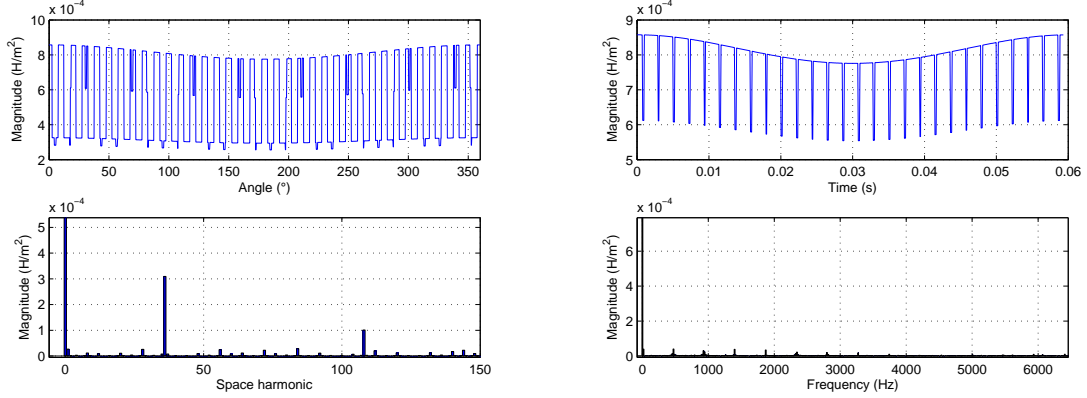 x 10^-4
10
8
6
4
2
Magnitude (H/m^2)
0 50 100 150 200 250 300 350
Angle (°)
x 10^-4
9
8
7
6
5
Magnitude (H/m^2)
0 0.01 0.02 0.03 0.04 0.05 0.06
Time (s)
x 10^-4
5
4
3
2
1
0
Magnitude (H/m^2)
0 50 100 150
Space harmonic
x 10^-4
6
4
2
0
Magnitude (H/m^2)
0 1000 2000 3000 4000 5000 6000
Frequency (Hz)